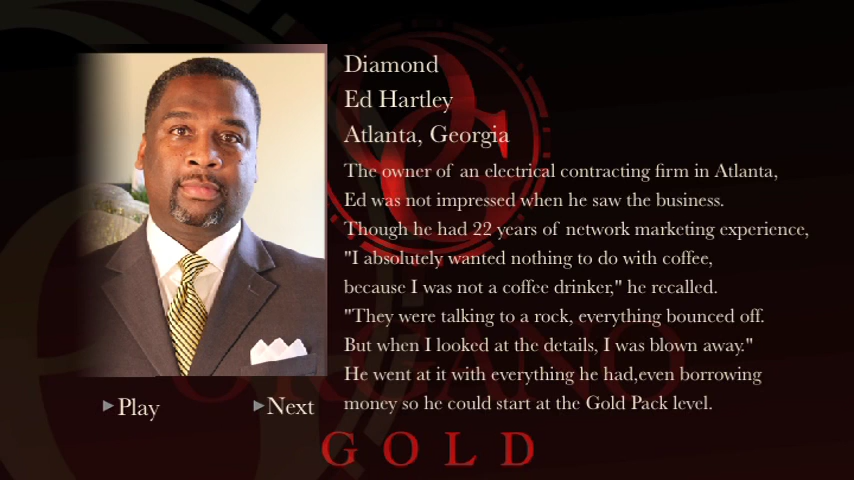 Diamond
Ed Hartley
Atlanta, Georgia
The owner of an electrical contracting firm in Atlanta,
Ed was not impressed when he saw the business.
Though he had 22 years of network marketing experience,
"I absolutely wanted nothing to do with coffee,
because I was not a coffee drinker," he recalled.
"They were talking to a rock, everything bounced off.
But when I looked at the details, I was blown away."
He went at it with everything he had,even borrowing
money so he could start at the Gold Pack level.
Play
Next
ORGANO
GOLD